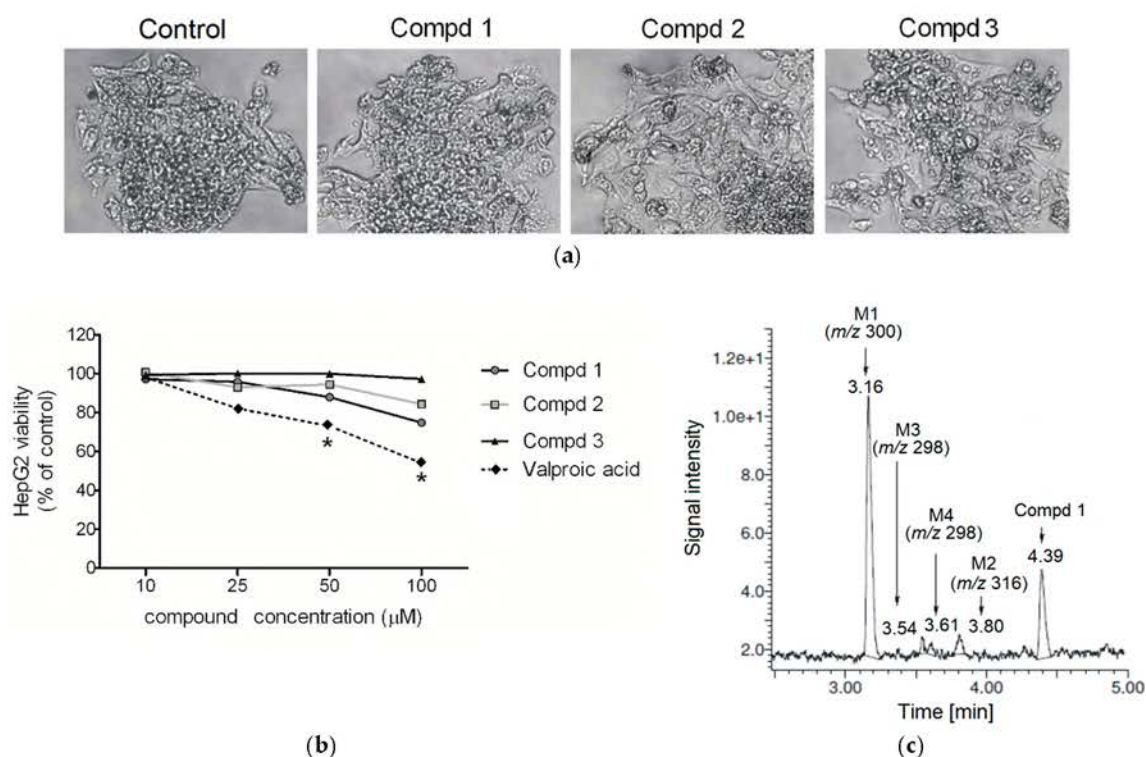 Control Compd 1 Compd 2 Compd 3
(a)
120
100
80
60
40
20
0
HepG2 viability
(% of control)
10 25 50 100
compound concentration (µM)
Compd 1
Compd 2
Compd 3
Valproic acid
*
*
(b)
M1
(m/z 300)
3.16
M3
(m/z 298)
3.54
M4
(m/z 298)
3.61
M2
(m/z 316)
3.80
Compd 1
4.39
1.2e+1
1.0e+1
8.0
6.0
4.0
2.0
Signal intensity
3.00 4.00 5.00
Time [min]
(c)